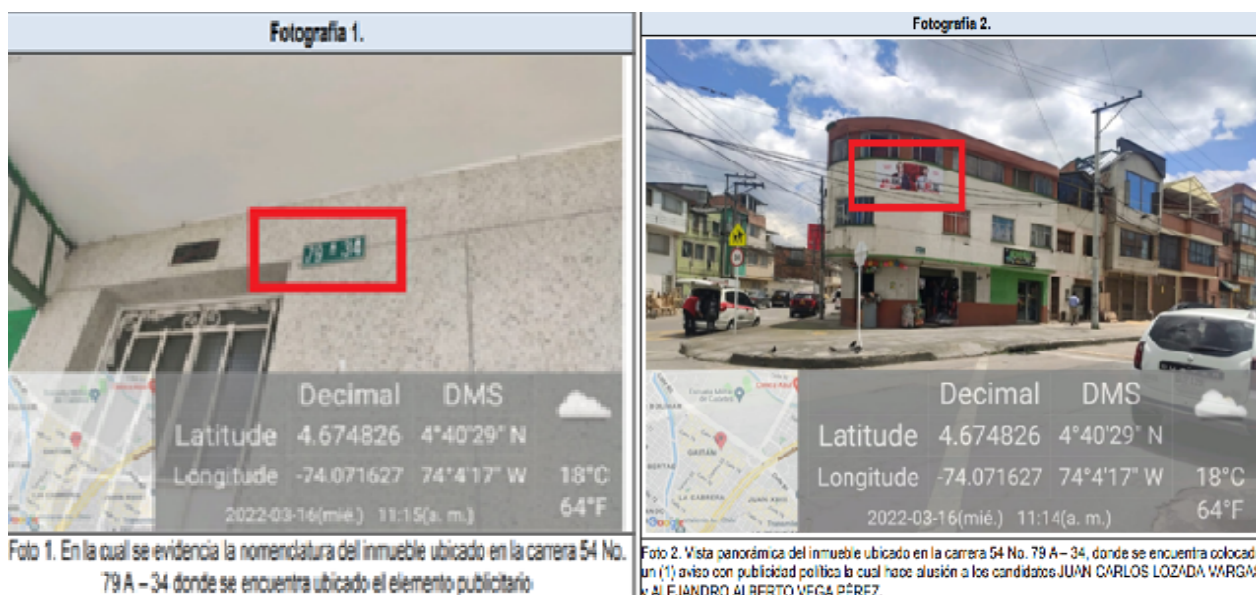 Fotografía 1.
79 34
Decimal DMS
Latitude 4.674826 4°40'29" N
Longitude -74.071627 74°4'17" W 18°C
64°F
2022-03-16(mié.) 11:15(a. m.)
Foto 1. En la cual se evidencia la nomenclatura del inmueble ubicado en la carrera 54 No.
79 A – 34 donde se encuentra ubicado el elemento publicitario
Fotografia 2.
Decimal DMS
Latitude 4.674826 4°40'29" N
Longitude -74.071627 74°4'17" W 18°C
64°F
2022-03-16(mié.) 11:14(a. m.)
Foto 2. Vista panorámica del inmueble ubicado en la carrera 54 No. 79 A – 34, donde se encuentra colocad
un (1) aviso con publicidad política la cual hace alusión a los candidatos JUAN CARLOS LOZADA VARGAS
y ALEJANDRO ALBERTO VEGA PÉREZ.